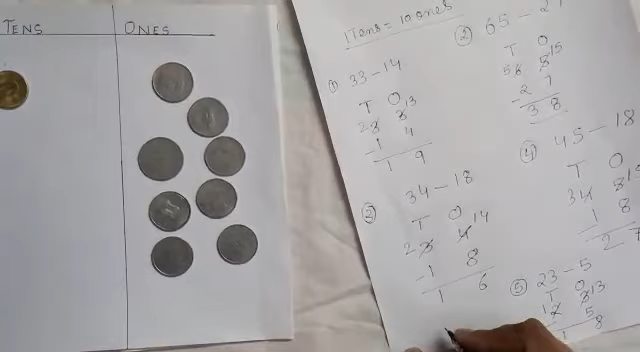 TENS ONES
1Tens = 10 ones
① 33-14
T O
2 3 3 13
- 1 4
1 9
② 34-18
T O
2 3 4 14
- 1 8
1 6
③ 65-27
T O
5 6 5 15
- 2 7
3 8
④ 45-18
T O
3 4 5 15
- 1 8
2 7
⑤ 23-5
T O
1 2 3 13
5
1 8